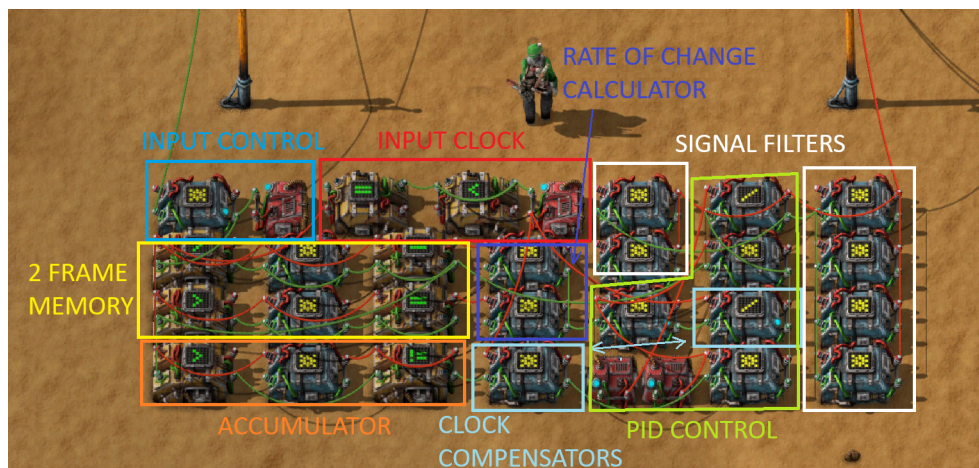 RATE OF CHANGE
CALCULATOR
INPUT CONTROL
INPUT CLOCK
SIGNAL FILTERS
2 FRAME
MEMORY
ACCUMULATOR
CLOCK
COMPENSATORS
PID CONTROL